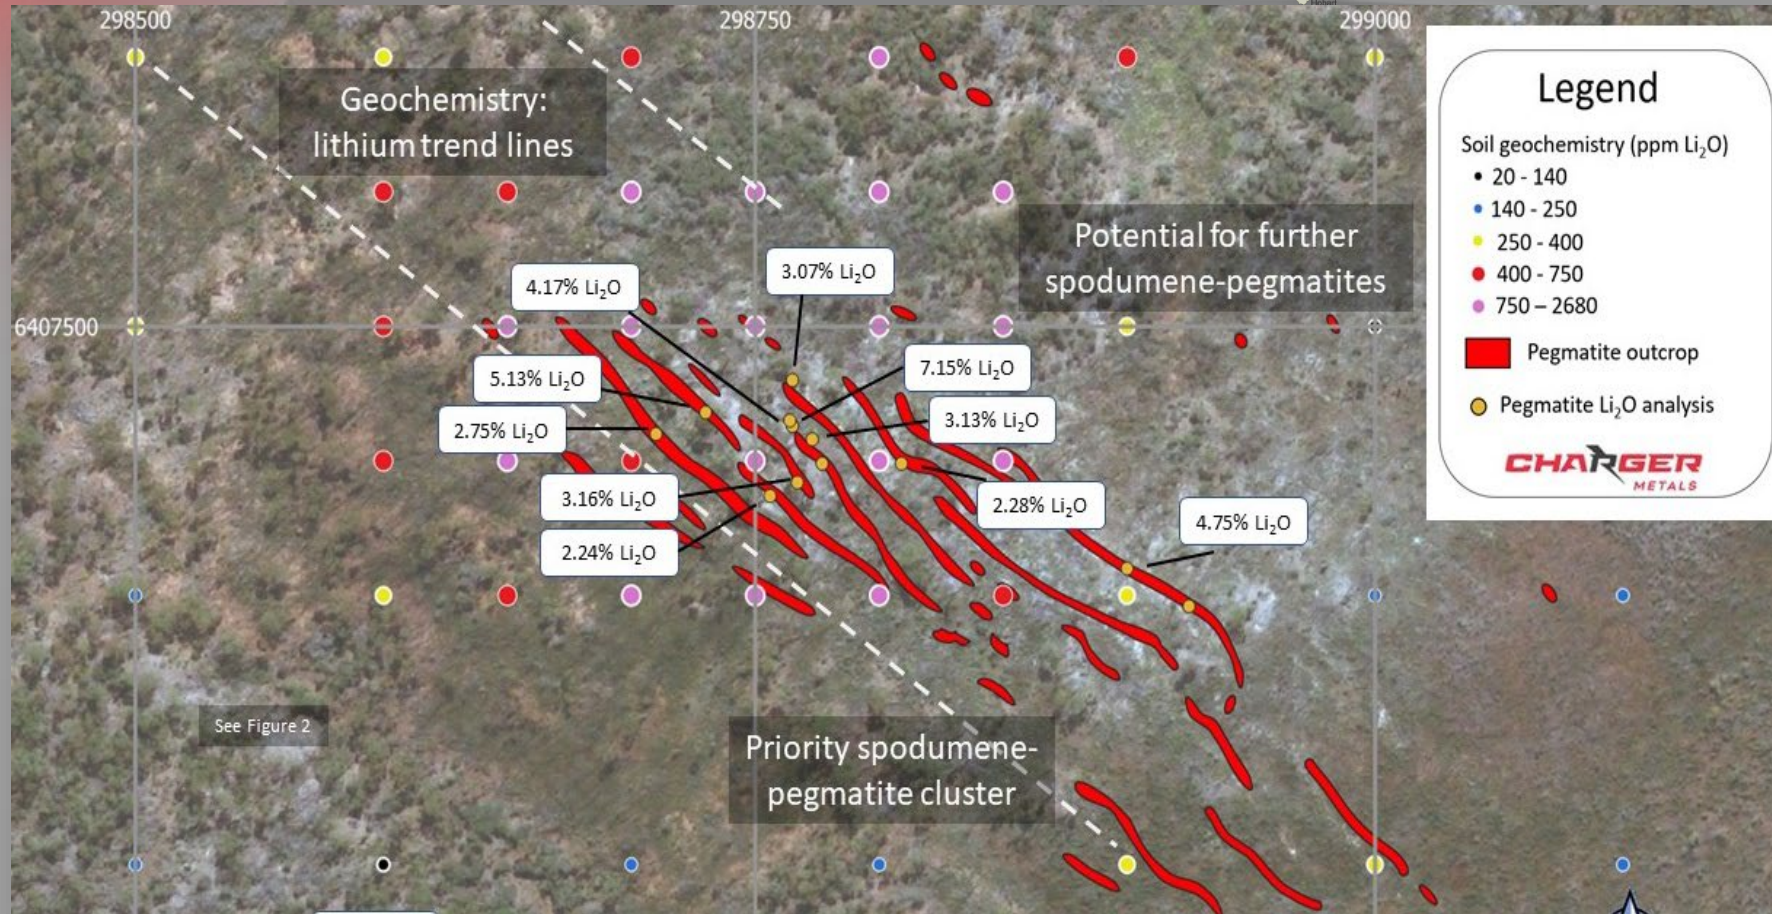 Hobart
298500
298750
299000
Geochemistry:
lithium trend lines
Legend
Soil geochemistry (ppm Li₂O)
20 - 140
140 - 250
250 - 400
400 - 750
750 – 2680
Pegmatite outcrop
Pegmatite Li₂O analysis
CHARGER
METALS
Potential for further
spodumene-pegmatites
3.07% Li₂O
4.17% Li₂O
6407500
7.15% Li₂O
5.13% Li₂O
3.13% Li₂O
2.75% Li₂O
3.16% Li₂O
2.28% Li₂O
4.75% Li₂O
2.24% Li₂O
See Figure 2
Priority spodumene-
pegmatite cluster